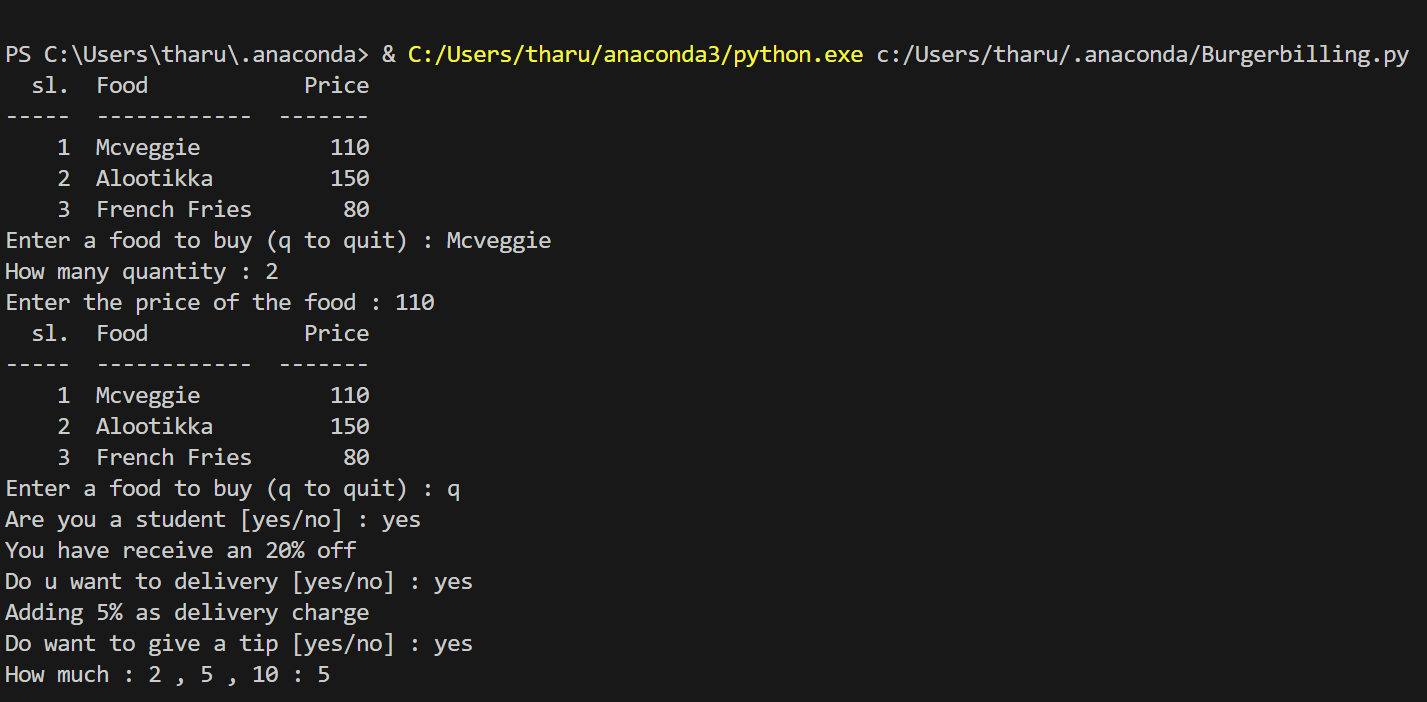 PS C:\Users\tharu\.anaconda> & C:/Users/tharu/anaconda3/python.exe c:/Users/tharu/.anaconda/Burgerbilling.py
  sl.  Food            Price
-----  ------------  -------
    1  Mcveggie          110
    2  Alootikka         150
    3  French Fries       80
Enter a food to buy (q to quit) : Mcveggie
How many quantity : 2
Enter the price of the food : 110
  sl.  Food            Price
-----  ------------  -------
    1  Mcveggie          110
    2  Alootikka         150
    3  French Fries       80
Enter a food to buy (q to quit) : q
Are you a student [yes/no] : yes
You have receive an 20% off
Do u want to delivery [yes/no] : yes
Adding 5% as delivery charge
Do want to give a tip [yes/no] : yes
How much : 2 , 5 , 10 : 5